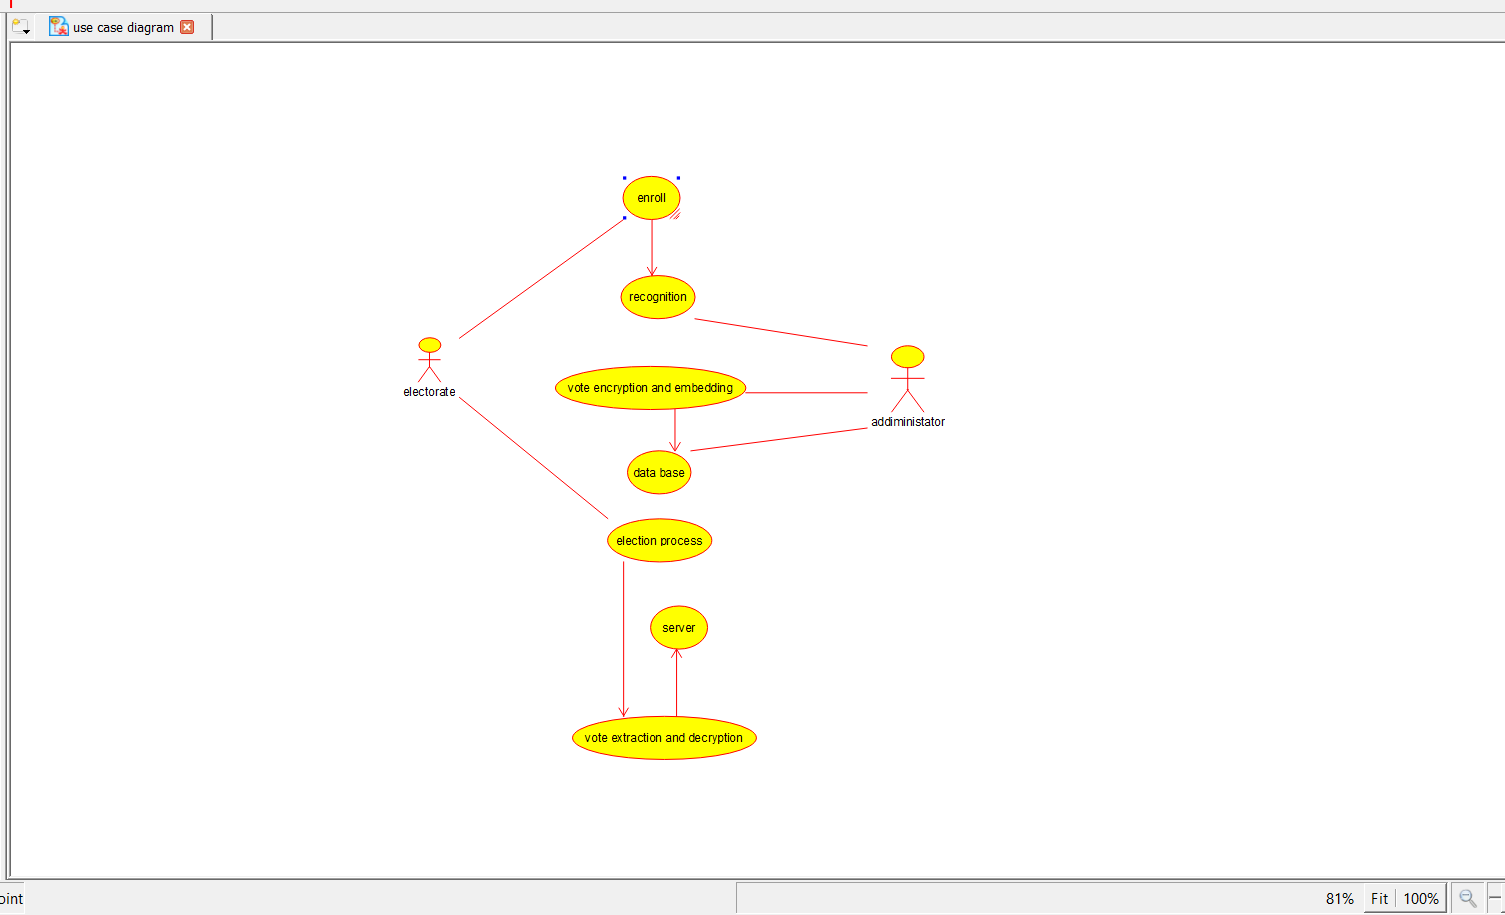 use case diagram
enroll
recognition
electorate
vote encryption and embedding
addiministator
data base
election process
server
vote extraction and decryption
oint
81% Fit 100%